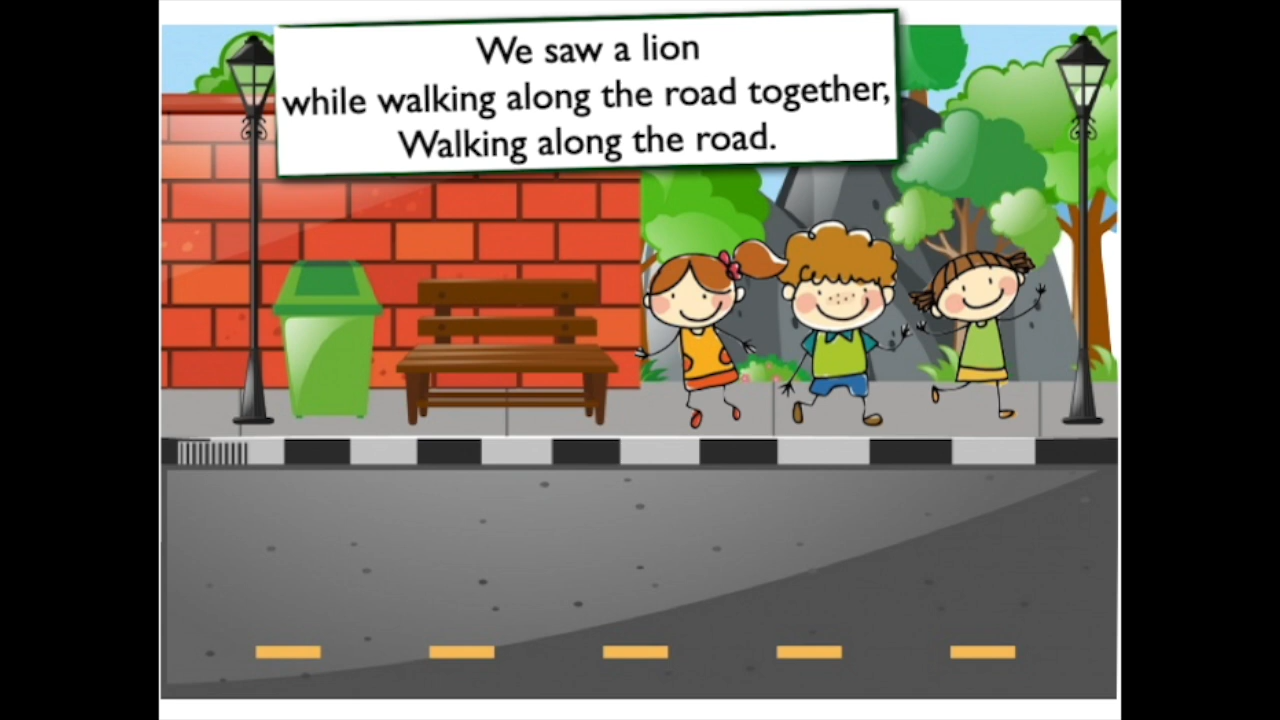 We saw a lion
while walking along the road together,
Walking along the road.